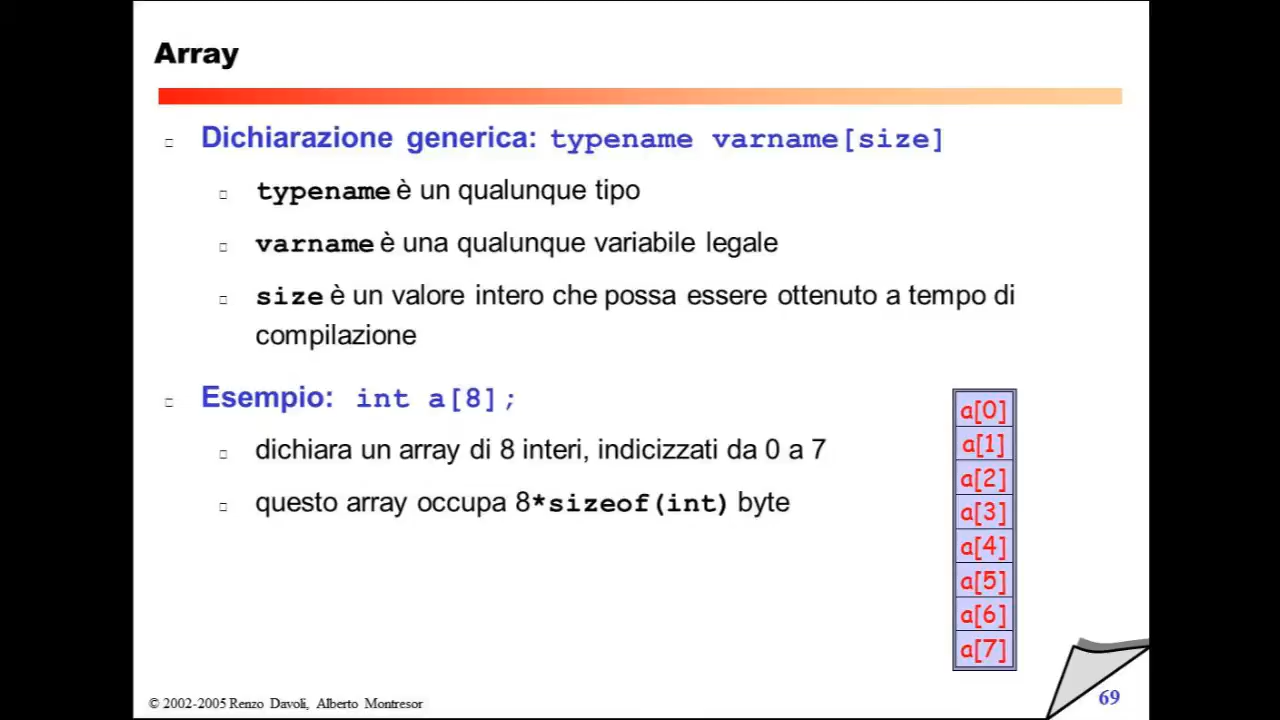 Array
Dichiarazione generica: typename varname[size]
typename è un qualunque tipo
varname è una qualunque variabile legale
size è un valore intero che possa essere ottenuto a tempo di
compilazione
Esempio: int a[8];
dichiara un array di 8 interi, indicizzati da 0 a 7
questo array occupa 8*sizeof(int) byte
a[0]
a[1]
a[2]
a[3]
a[4]
a[5]
a[6]
a[7]
© 2002-2005 Renzo Davoli, Alberto Montresor
69